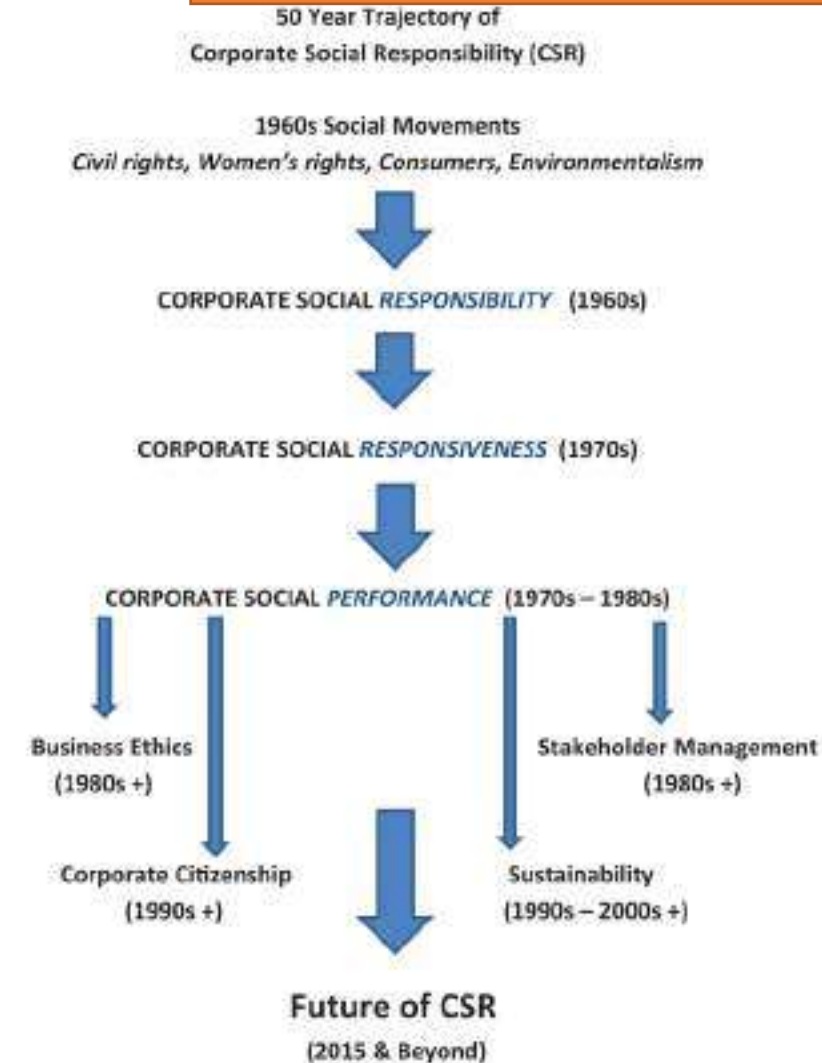 50 Year Trajectory of
Corporate Social Responsibility (CSR)
1960s Social Movements
Civil rights, Women's rights, Consumers, Environmentalism
CORPORATE SOCIAL RESPONSIBILITY (1960s)
CORPORATE SOCIAL RESPONSIVENESS (1970s)
CORPORATE SOCIAL PERFORMANCE (1970s – 1980s)
Business Ethics
(1980s +)
Stakeholder Management
(1980s +)
Corporate Citizenship
(1990s +)
Sustainability
(1990s – 2000s +)
Future of CSR
(2015 & Beyond)